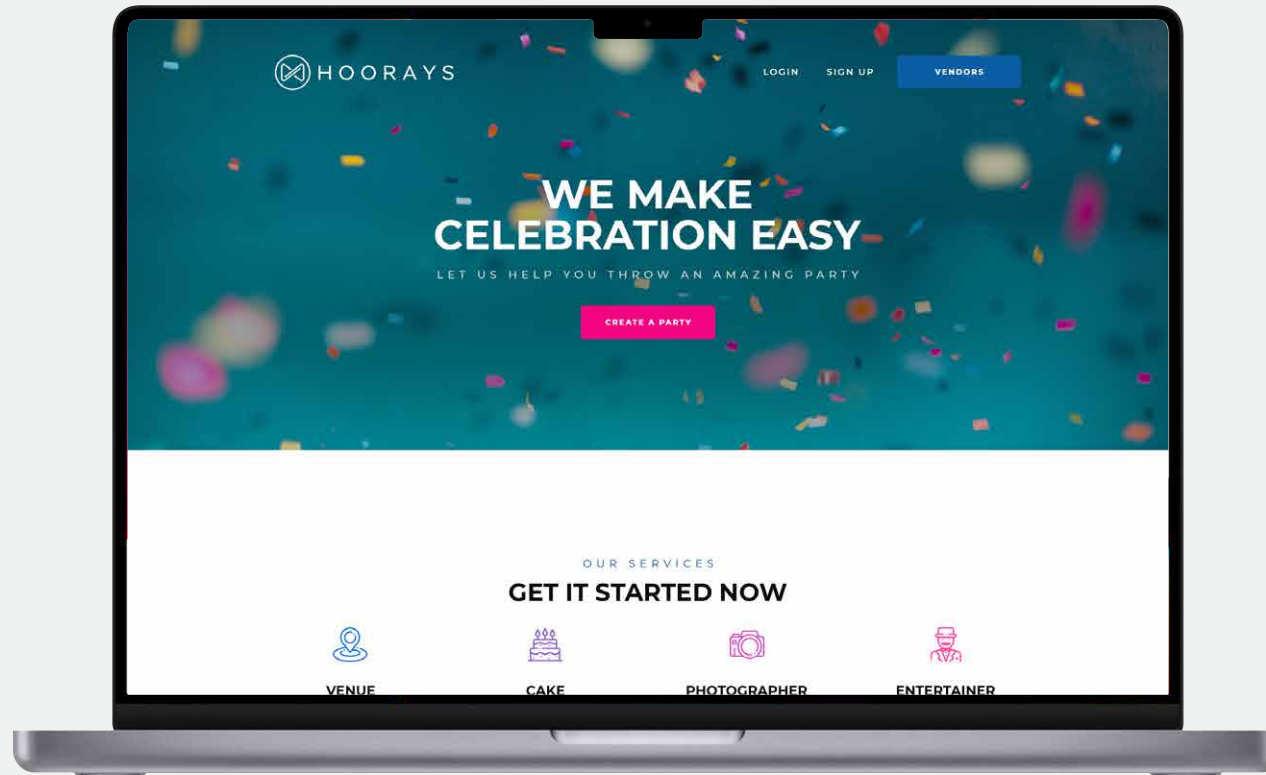 HOORAYS
LOGIN SIGN UP VENDORS
WE MAKE
CELEBRATION EASY
LET US HELP YOU THROW AN AMAZING PARTY
CREATE A PARTY
OUR SERVICES
GET IT STARTED NOW
VENUE CAKE PHOTOGRAPHER ENTERTAINER